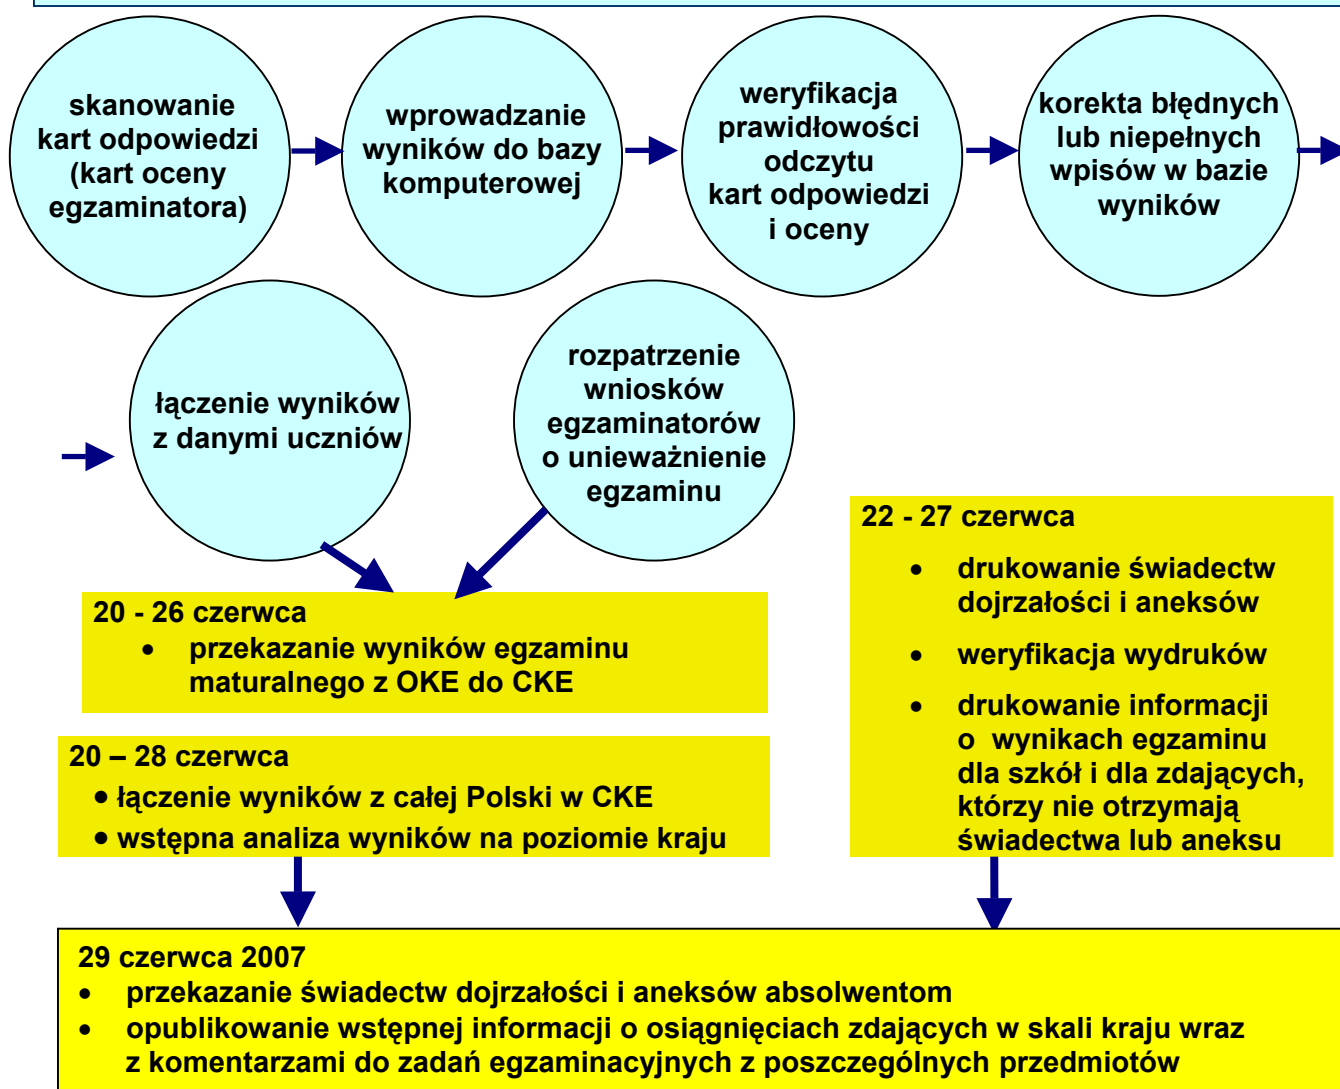 skanowanie
kart odpowiedzi
(kart oceny
egzaminatora)
wprowadzanie
wyników do bazy
komputerowej
weryfikacja
prawidłowości
odczytu
kart odpowiedzi
i oceny
korekta błędnych
lub niepełnych
wpisów w bazie
wyników
łączenie wyników
z danymi uczniów
rozpatrzenie
wniosków
egzaminatorów
o unieważnienie
egzaminu
20 - 26 czerwca
• przekazanie wyników egzaminu
maturalnego z OKE do CKE
20 – 28 czerwca
• łączenie wyników z całej Polski w CKE
• wstępna analiza wyników na poziomie kraju
22 - 27 czerwca
• drukowanie świadectw
dojrzałości i aneksów
• weryfikacja wydruków
• drukowanie informacji
o wynikach egzaminu
dla szkół i dla zdających,
którzy nie otrzymają
świadectwa lub aneksu
29 czerwca 2007
• przekazanie świadectw dojrzałości i aneksów absolwentom
• opublikowanie wstępnej informacji o osiągnięciach zdających w skali kraju wraz
z komentarzami do zadań egzaminacyjnych z poszczególnych przedmiotów